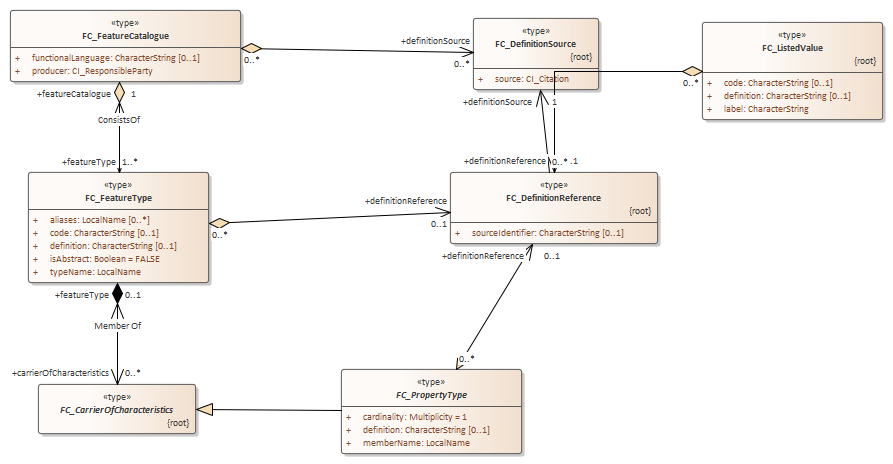 «type»
FC_FeatureCatalogue
+ functionalLanguage: CharacterString [0..1]
+ producer: CI_ResponsibleParty
0..*
+definitionSource
0..*
«type»
FC_DefinitionSource
{root}
+ source: CI_Citation
«type»
FC_ListedValue
{root}
+ code: CharacterString [0..1]
+ definition: CharacterString [0..1]
+ label: CharacterString
0..*
+featureCatalogue 1
ConsistsOf
+featureType 1..*
+definitionSource 1
+definitionReference 0..* .1
«type»
FC_FeatureType
+ aliases: LocalName [0..*]
+ code: CharacterString [0..1]
+ definition: CharacterString [0..1]
+ isAbstract: Boolean = FALSE
+ typeName: LocalName
0..*
+definitionReference
0..1
«type»
FC_DefinitionReference
{root}
+ sourceIdentifier: CharacterString [0..1]
+definitionReference 0..1
0..*
+featureType 0..1
Member Of
+carrierOfCharacteristics 0..*
«type»
FC_CarrierOfCharacteristics
{root}
«type»
FC_PropertyType
+ cardinality: Multiplicity = 1
+ definition: CharacterString [0..1]
+ memberName: LocalName